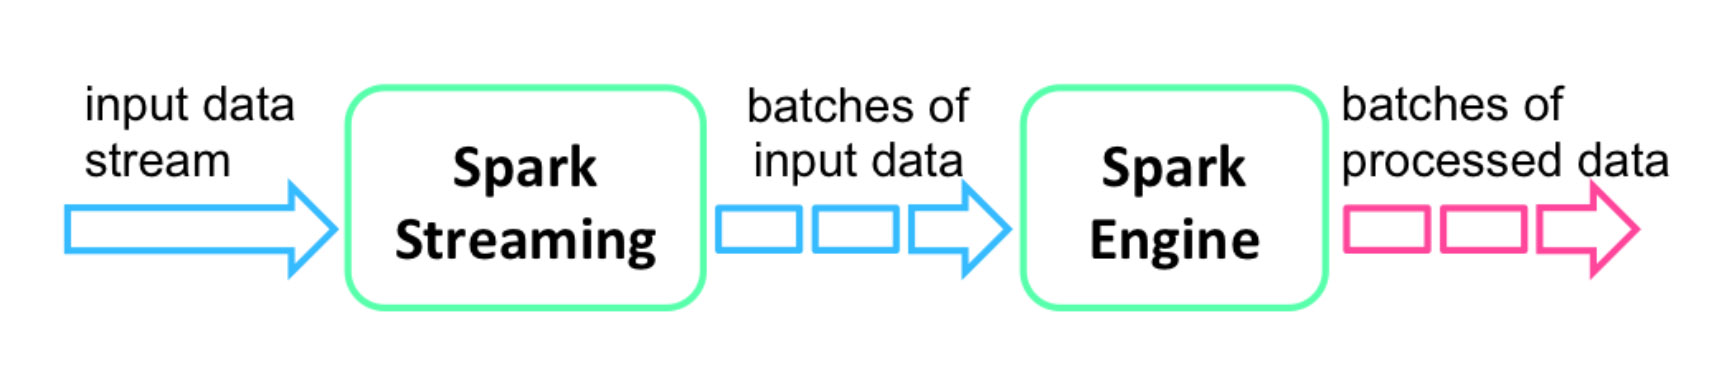 input data
stream
Spark
Streaming
batches of
input data
Spark
Engine
batches of
processed data